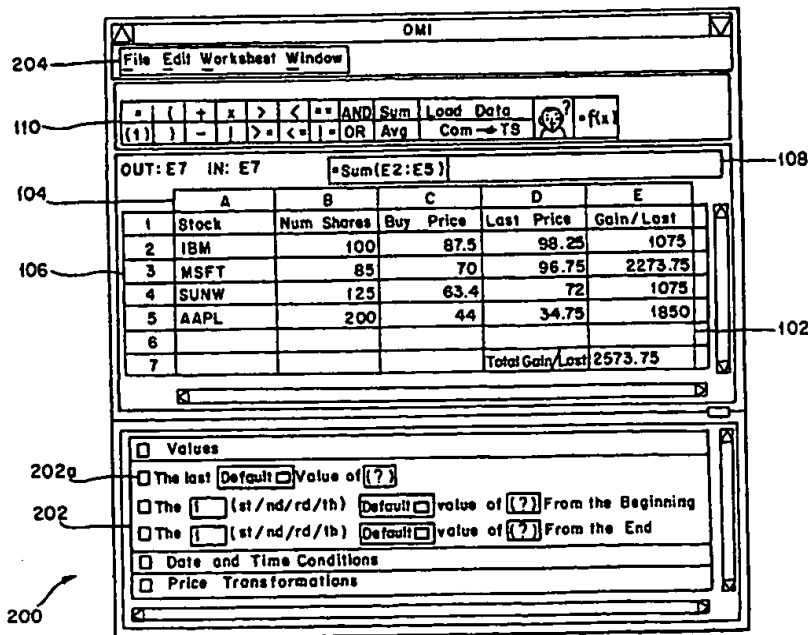 OMI
204
File Edit Worksheet Window
110
= ( + x > < == AND Sum Load Data ? =f(x)
(1) ) - | >= <= != OR Avg Com → TS
OUT: E7 IN: E7 =Sum(E2:E5) 108
104
A B C D E
1 Stock Num Shares Buy Price Last Price Gain/Lost
2 IBM 100 87.5 98.25 1075
106
3 MSFT 85 70 96.75 2273.75
4 SUNW 125 63.4 72 1075
5 AAPL 200 44 34.75 1850
102
6
7 Total Gain/Lost 2573.75
Values
202a
The last Default Value of (?)
202
The 1 (st/nd/rd/th) Default value of (?) From the Beginning
The 1 (st/nd/rd/th) Default value of (?) From the End
Date and Time Conditions
Price Transformations
200